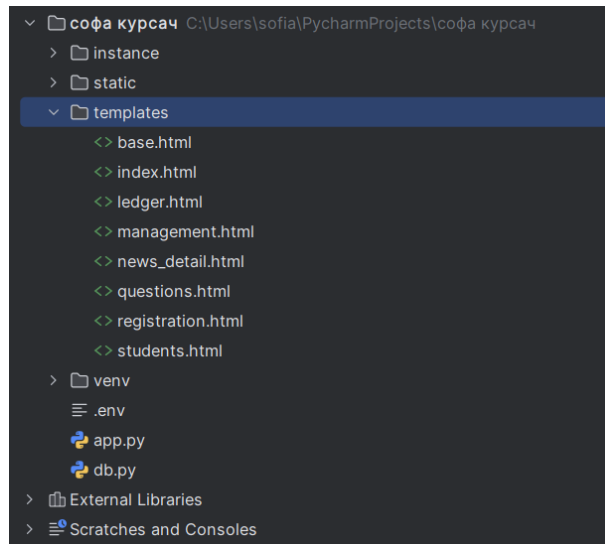 софа курсач C:\Users\sofia\PycharmProjects\софа курсач
instance
static
templates
<> base.html
<> index.html
<> ledger.html
<> management.html
<> news_detail.html
<> questions.html
<> registration.html
<> students.html
venv
.env
app.py
db.py
External Libraries
Scratches and Consoles